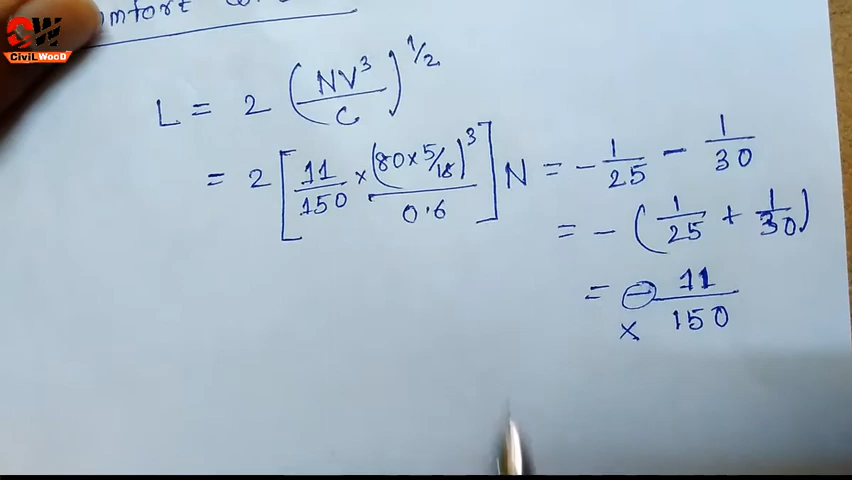 CW
CiviL WooD
L = 2 (NV³/C)^1/2
= 2 [11/150 × (80×5/18)³/0.6]
N = -1/25 - 1/30
= - (1/25 + 1/30)
= - 11/150
×